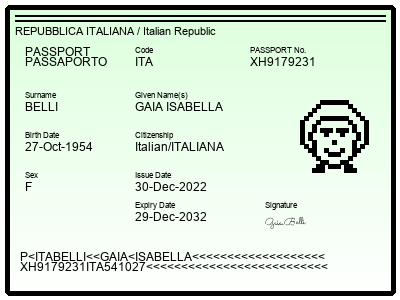 REPUBBLICA ITALIANA / Italian Republic
PASSPORT Code PASSPORT No.
PASSAPORTO ITA XH9179231
Surname Given Name(s)
BELLI GAIA ISABELLA
Birth Date Citizenship
27-Oct-1954 Italian/ITALIANA
Sex Issue Date
F 30-Dec-2022
Expiry Date Signature
29-Dec-2032 Gaia Belli
P<ITABELLI<<GAIA<ISABELLA<<<<<<<<<<<<<<<<<<<
XH9179231ITA541027<<<<<<<<<<<<<<<<<<<<<<<<<<